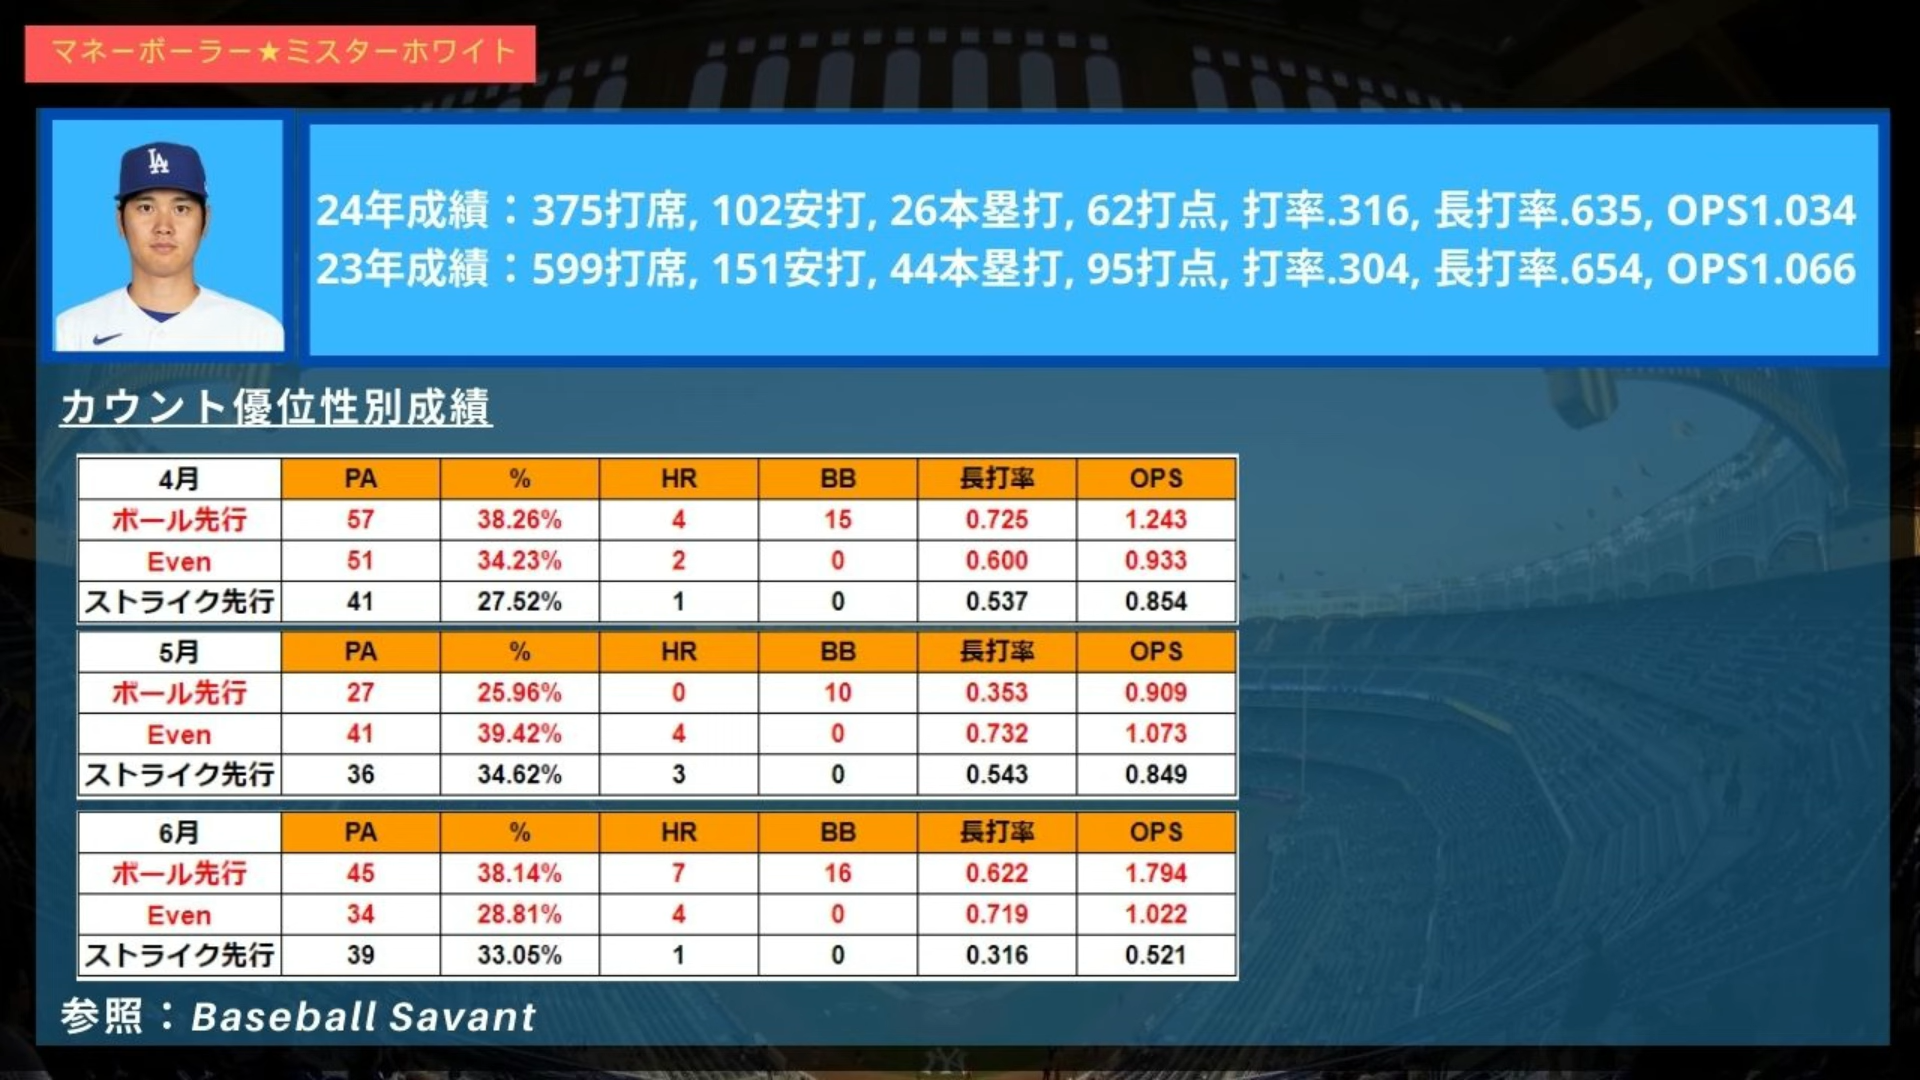 マネーボーラー★ミスターホワイト
LA
24年成績：375打席, 102安打, 26本塁打, 62打点, 打率.316, 長打率.635, OPS1.034
23年成績：599打席, 151安打, 44本塁打, 95打点, 打率.304, 長打率.654, OPS1.066
カウント優位性別成績
4月 PA % HR BB 長打率 OPS
ボール先行 57 38.26% 4 15 0.725 1.243
Even 51 34.23% 2 0 0.600 0.933
ストライク先行 41 27.52% 1 0 0.537 0.854
5月 PA % HR BB 長打率 OPS
ボール先行 27 25.96% 0 10 0.353 0.909
Even 41 39.42% 4 0 0.732 1.073
ストライク先行 36 34.62% 3 0 0.543 0.849
6月 PA % HR BB 長打率 OPS
ボール先行 45 38.14% 7 16 0.622 1.794
Even 34 28.81% 4 0 0.719 1.022
ストライク先行 39 33.05% 1 0 0.316 0.521
参照：Baseball Savant
NY